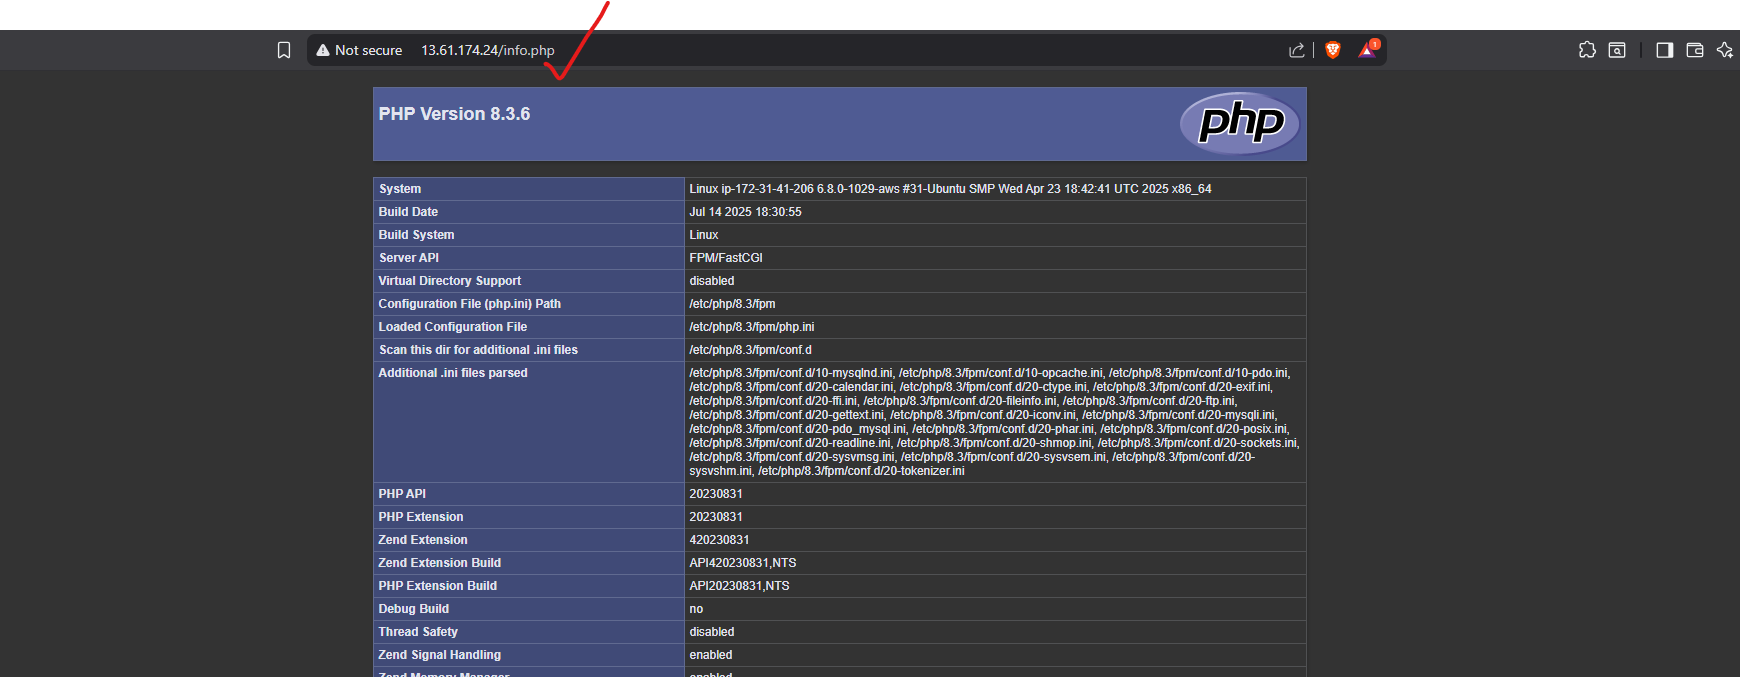 Not secure 13.61.174.24/info.php
1
PHP Version 8.3.6
php
System Linux ip-172-31-41-206 6.8.0-1029-aws #31-Ubuntu SMP Wed Apr 23 18:42:41 UTC 2025 x86_64
Build Date Jul 14 2025 18:30:55
Build System Linux
Server API FPM/FastCGI
Virtual Directory Support disabled
Configuration File (php.ini) Path /etc/php/8.3/fpm
Loaded Configuration File /etc/php/8.3/fpm/php.ini
Scan this dir for additional .ini files /etc/php/8.3/fpm/conf.d
Additional .ini files parsed /etc/php/8.3/fpm/conf.d/10-mysqlnd.ini, /etc/php/8.3/fpm/conf.d/10-opcache.ini, /etc/php/8.3/fpm/conf.d/10-pdo.ini,
/etc/php/8.3/fpm/conf.d/20-calendar.ini, /etc/php/8.3/fpm/conf.d/20-ctype.ini, /etc/php/8.3/fpm/conf.d/20-exif.ini,
/etc/php/8.3/fpm/conf.d/20-ffi.ini, /etc/php/8.3/fpm/conf.d/20-fileinfo.ini, /etc/php/8.3/fpm/conf.d/20-ftp.ini,
/etc/php/8.3/fpm/conf.d/20-gettext.ini, /etc/php/8.3/fpm/conf.d/20-iconv.ini, /etc/php/8.3/fpm/conf.d/20-mysqli.ini,
/etc/php/8.3/fpm/conf.d/20-pdo_mysql.ini, /etc/php/8.3/fpm/conf.d/20-phar.ini, /etc/php/8.3/fpm/conf.d/20-posix.ini,
/etc/php/8.3/fpm/conf.d/20-readline.ini, /etc/php/8.3/fpm/conf.d/20-shmop.ini, /etc/php/8.3/fpm/conf.d/20-sockets.ini,
/etc/php/8.3/fpm/conf.d/20-sysvmsg.ini, /etc/php/8.3/fpm/conf.d/20-sysvsem.ini, /etc/php/8.3/fpm/conf.d/20-
sysvshm.ini, /etc/php/8.3/fpm/conf.d/20-tokenizer.ini
PHP API 20230831
PHP Extension 20230831
Zend Extension 420230831
Zend Extension Build API420230831,NTS
PHP Extension Build API20230831,NTS
Debug Build no
Thread Safety disabled
Zend Signal Handling enabled
Zend Memory Manager enabled